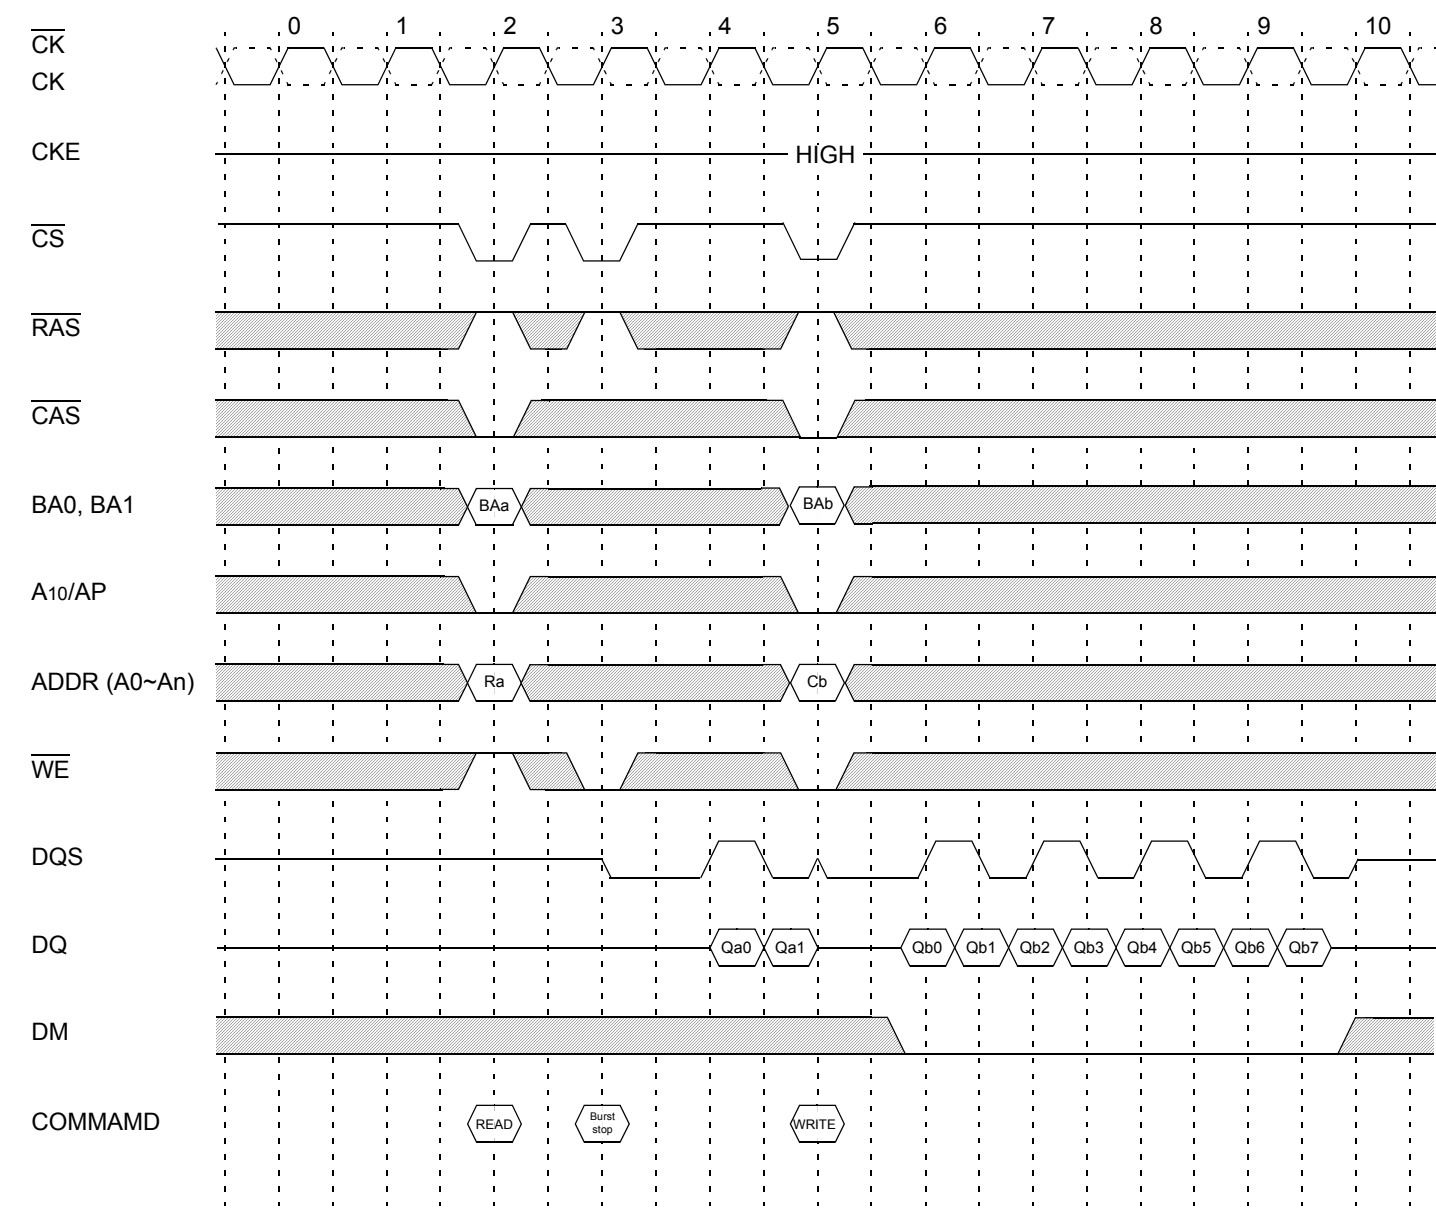 0 1 2 3 4 5 6 7 8 9 10
CK
CK
CKE HIGH
CS
RAS
CAS
BA0, BA1 BAa BAb
A10/AP
ADDR (A0~An) Ra Cb
WE
DQS
DQ Qa0 Qa1 Qb0 Qb1 Qb2 Qb3 Qb4 Qb5 Qb6 Qb7
DM
COMMAMD READ Burst stop WRITE